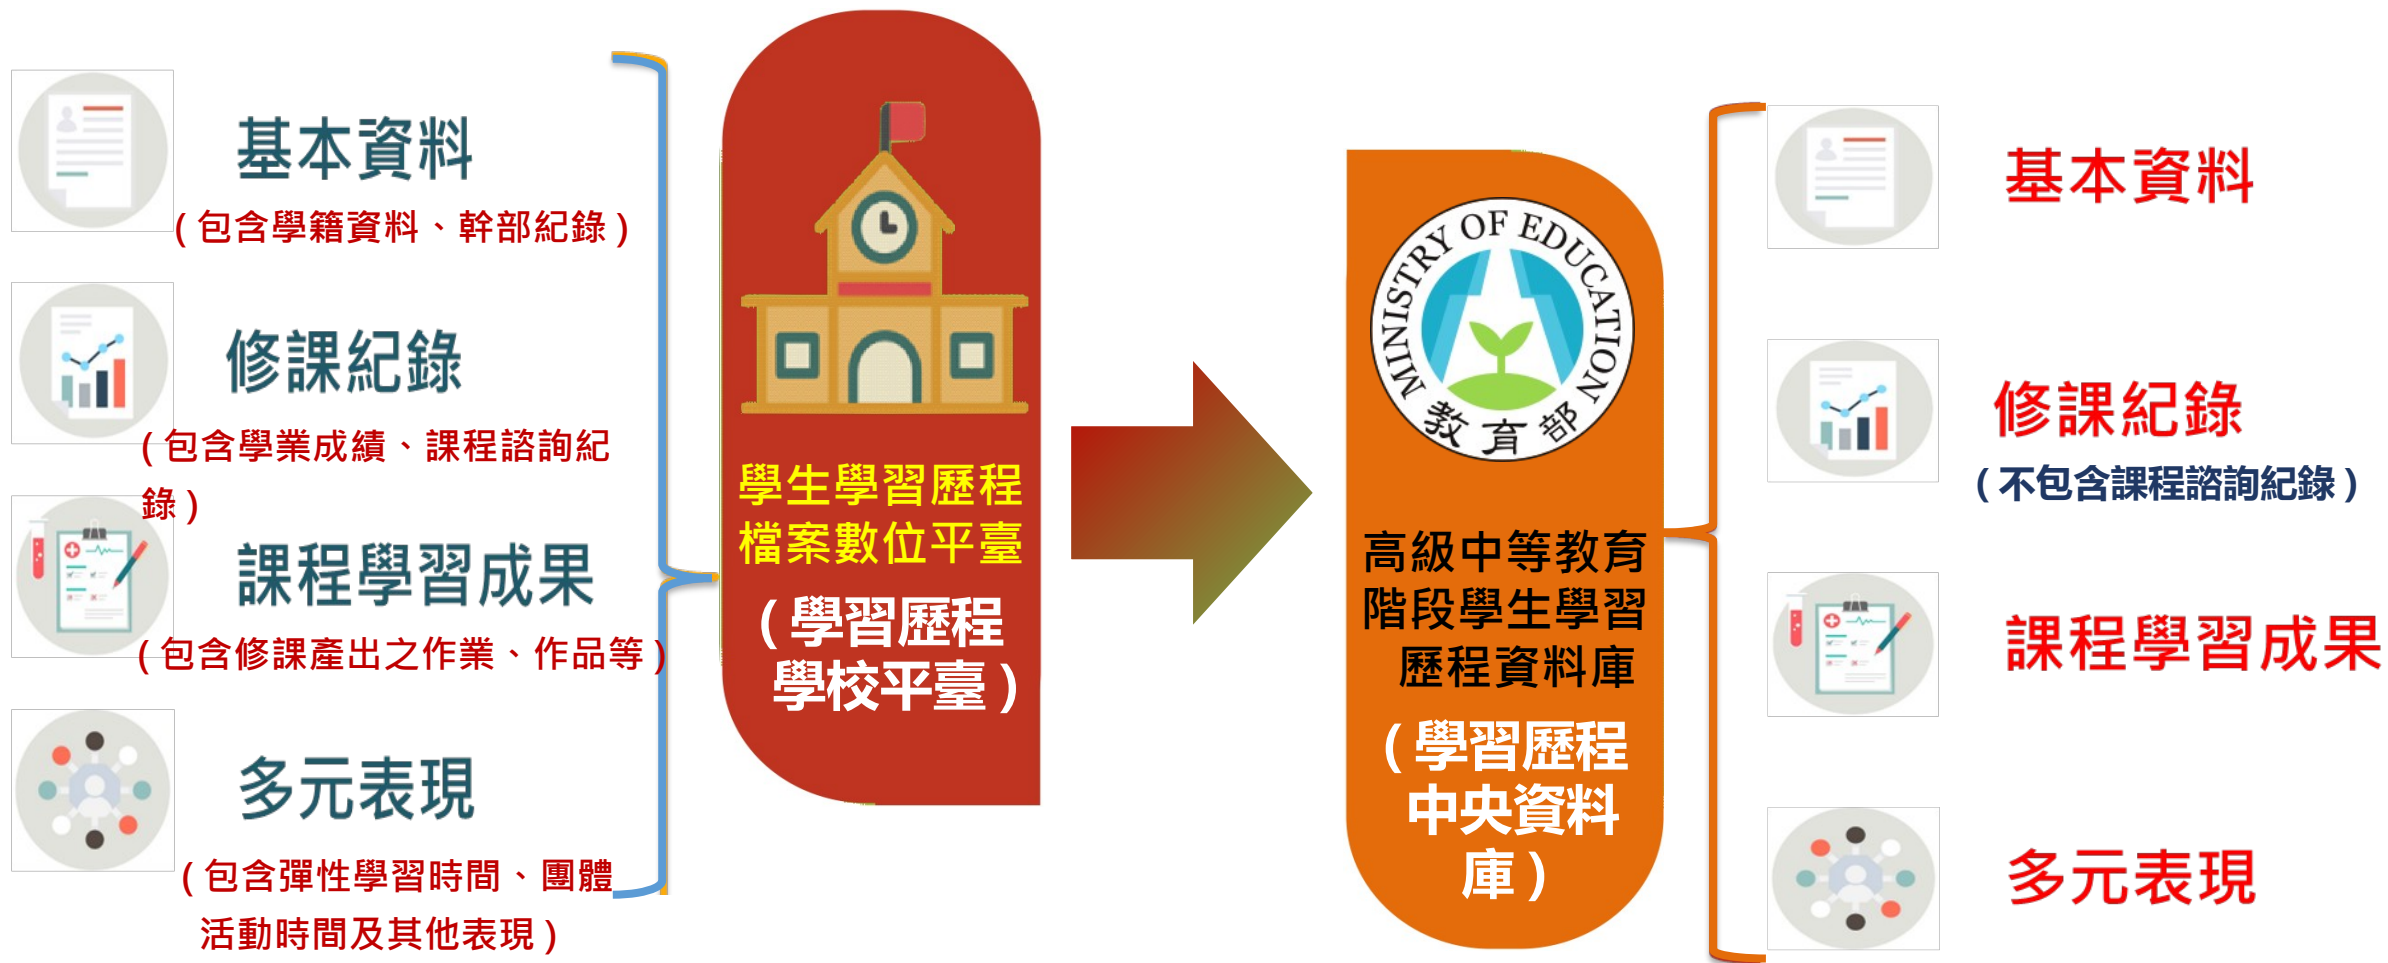 基本資料
(包含學籍資料、幹部紀錄)
修課紀錄
(包含學業成績、課程諮詢紀
錄)
課程學習成果
(包含修課產出之作業、作品等)
多元表現
(包含彈性學習時間、團體
活動時間及其他表現)
學生學習歷程
檔案數位平臺
(學習歷程
學校平臺)
MINISTRY OF EDUCATION
教育部
高級中等教育
階段學生學習
歷程資料庫
(學習歷程
中央資料
庫)
基本資料
修課紀錄
(不包含課程諮詢紀錄)
課程學習成果
多元表現